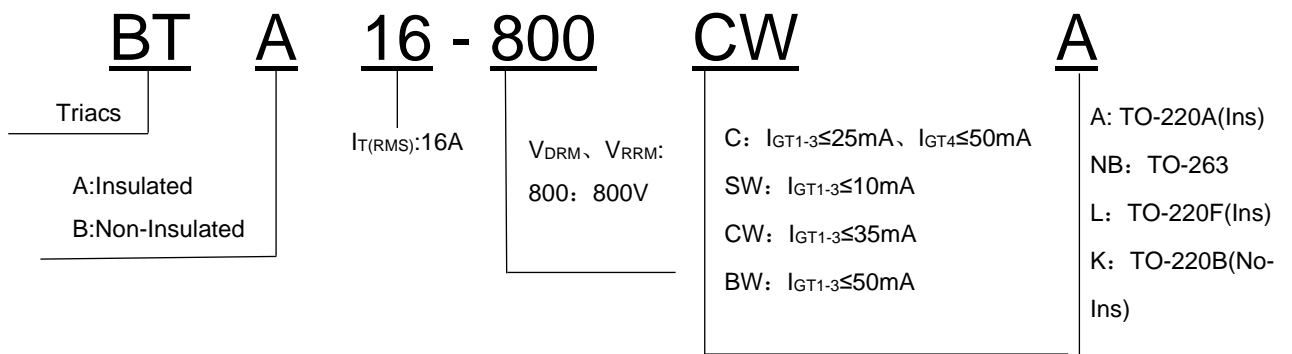 BT A 16 - 800 CW A
Triacs
A:Insulated
B:Non-Insulated
IT(RMS):16A
VDRM、VRRM:
800：800V
C：IGT1-3≤25mA、IGT4≤50mA
SW：IGT1-3≤10mA
CW：IGT1-3≤35mA
BW：IGT1-3≤50mA
A: TO-220A(Ins)
NB：TO-263
L：TO-220F(Ins)
K：TO-220B(No-
Ins)